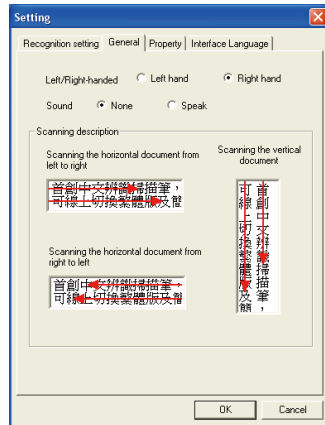 Setting
Recognition setting General Property Interface Language
Left/Right-handed Left hand Right hand
Sound None Speak
Scanning description
Scanning the horizontal document from left to right
首創中文辨識掃描筆，
可線上切換繁體版及簡
Scanning the vertical document
首創中文辨識掃描筆，
可線上切換繁體版及簡
Scanning the horizontal document from right to left
首創中文辨識掃描筆，
可線上切換繁體版及簡
OK Cancel